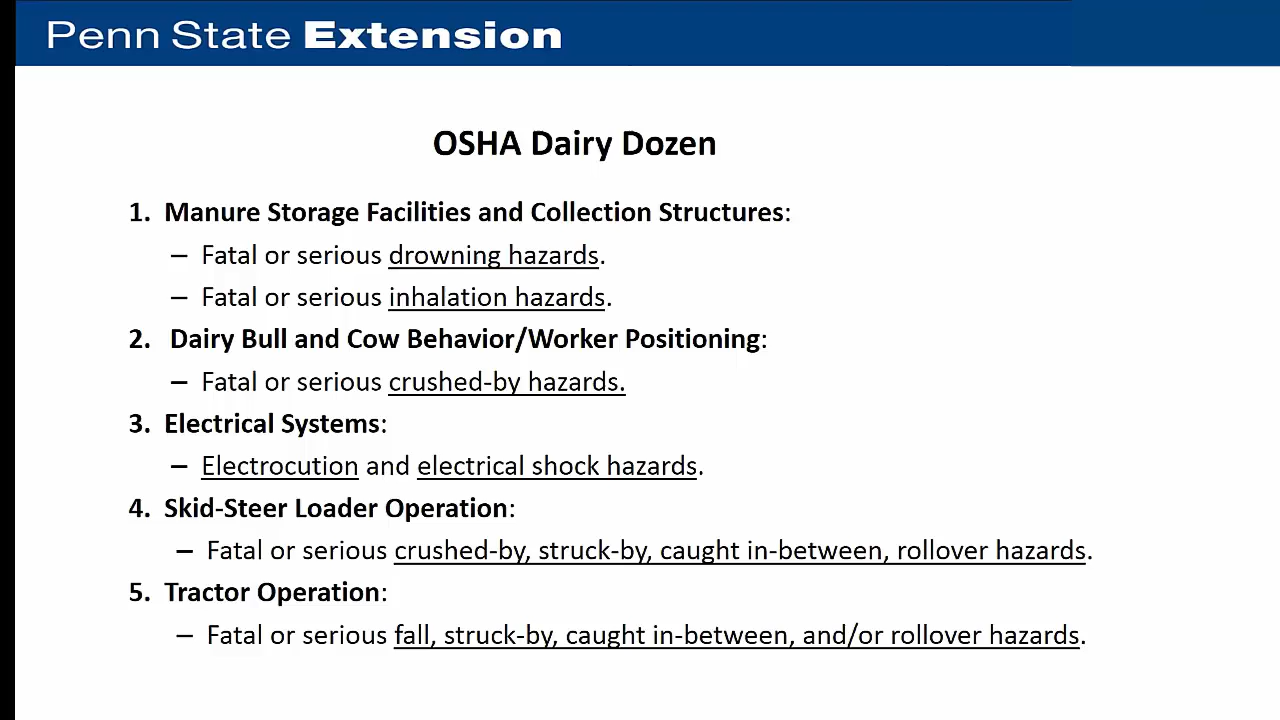 Penn State Extension
OSHA Dairy Dozen
1. Manure Storage Facilities and Collection Structures:
– Fatal or serious drowning hazards.
– Fatal or serious inhalation hazards.
2. Dairy Bull and Cow Behavior/Worker Positioning:
– Fatal or serious crushed-by hazards.
3. Electrical Systems:
– Electrocution and electrical shock hazards.
4. Skid-Steer Loader Operation:
– Fatal or serious crushed-by, struck-by, caught in-between, rollover hazards.
5. Tractor Operation:
– Fatal or serious fall, struck-by, caught in-between, and/or rollover hazards.